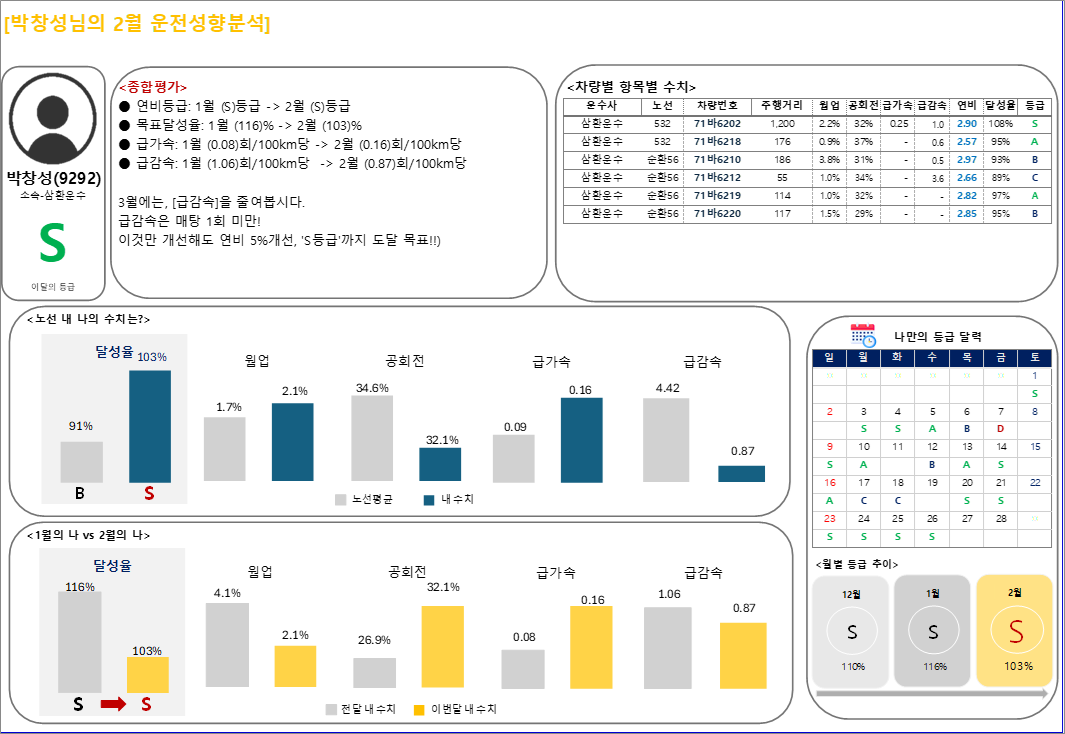 [박창성님의 2월 운전성향분석]
박창성(9292)
소속-삼환운수
S
이달의 등급
<종합평가>
● 연비등급: 1월 (S)등급 -> 2월 (S)등급
● 목표달성율: 1월 (116)% -> 2월 (103)%
● 급가속: 1월 (0.08)회/100km당 -> 2월 (0.16)회/100km당
● 급감속: 1월 (1.06)회/100km당 -> 2월 (0.87)회/100km당
3월에는, [급감속]을 줄여봅시다.
급감속은 매탕 1회 미만!
이것만 개선해도 연비 5%개선, 'S등급'까지 도달 목표!!)
<차량별 항목별 수치>
운수사 노선 차량번호 주행거리 웜업 공회전 급가속 급감속 연비 달성율 등급
삼환운수 532 71바6202 1,200 2.2% 32% 0.25 1.0 2.90 108% S
삼환운수 532 71바6218 176 0.9% 37% - 0.6 2.57 95% A
삼환운수 순환56 71바6210 186 3.8% 31% - 0.5 2.97 93% B
삼환운수 순환56 71바6212 55 1.0% 34% - 3.6 2.66 89% C
삼환운수 순환56 71바6219 114 1.0% 32% - - 2.82 97% A
삼환운수 순환56 71바6220 117 1.5% 29% - - 2.85 95% B
<노선 내 나의 수치는?>
달성율 웜업 공회전 급가속 급감속
91% 103% 1.7% 2.1% 34.6% 32.1% 0.09 0.16 4.42 0.87
B S
노선평균 내 수치
<1월의 나 vs 2월의 나>
달성율 웜업 공회전 급가속 급감속
116% 103% 4.1% 2.1% 26.9% 32.1% 0.08 0.16 1.06 0.87
S S
전달 내 수치 이번달 내 수치
나만의 등급 달력
일 월 화 수 목 금 토
1
S
2 3 4 5 6 7 8
S S A B D
9 10 11 12 13 14 15
S A B A S
16 17 18 19 20 21 22
A C C S S
23 24 25 26 27 28
S S S S
<월별 등급 추이>
12월 1월 2월
S S S
110% 116% 103%